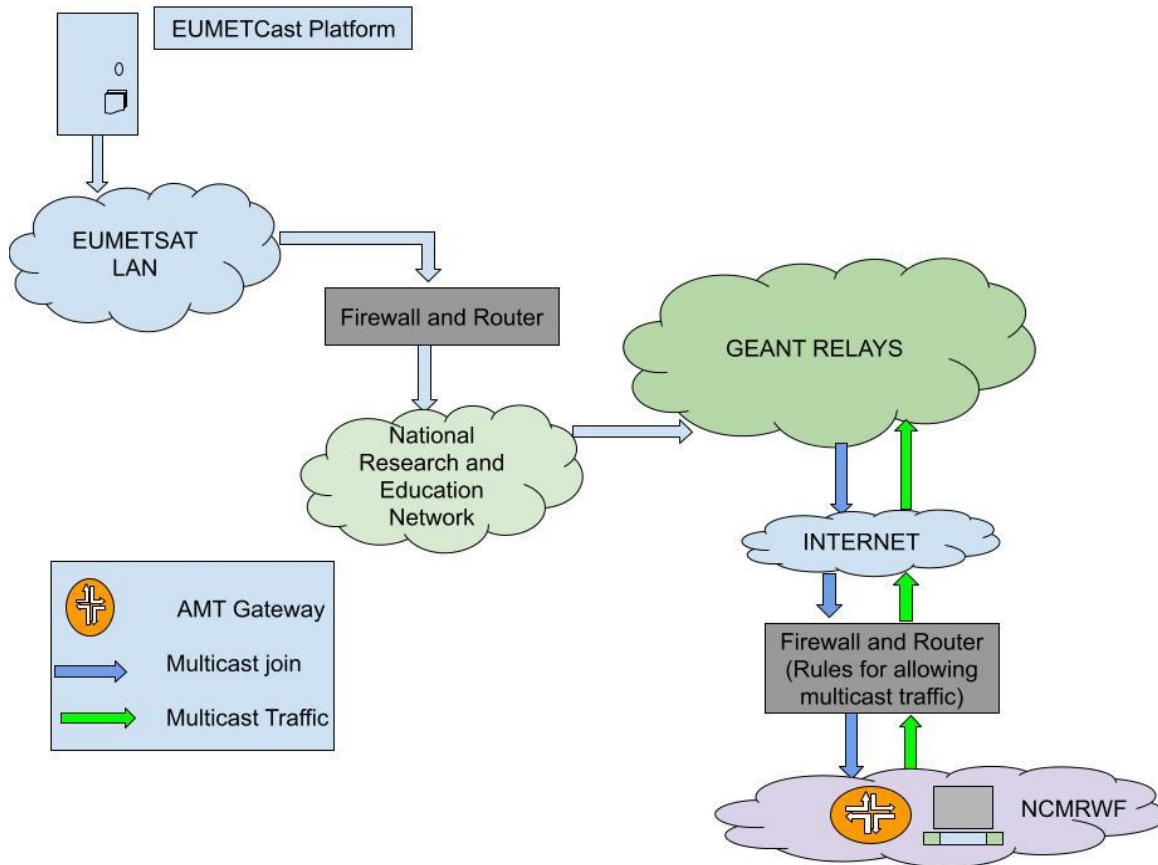 EUMETCast Platform
EUMETSAT
LAN
Firewall and Router
GEANT RELAYS
National
Research and
Education
Network
INTERNET
AMT Gateway
Multicast join
Multicast Traffic
Firewall and Router
(Rules for allowing
multicast traffic)
NCMRWF